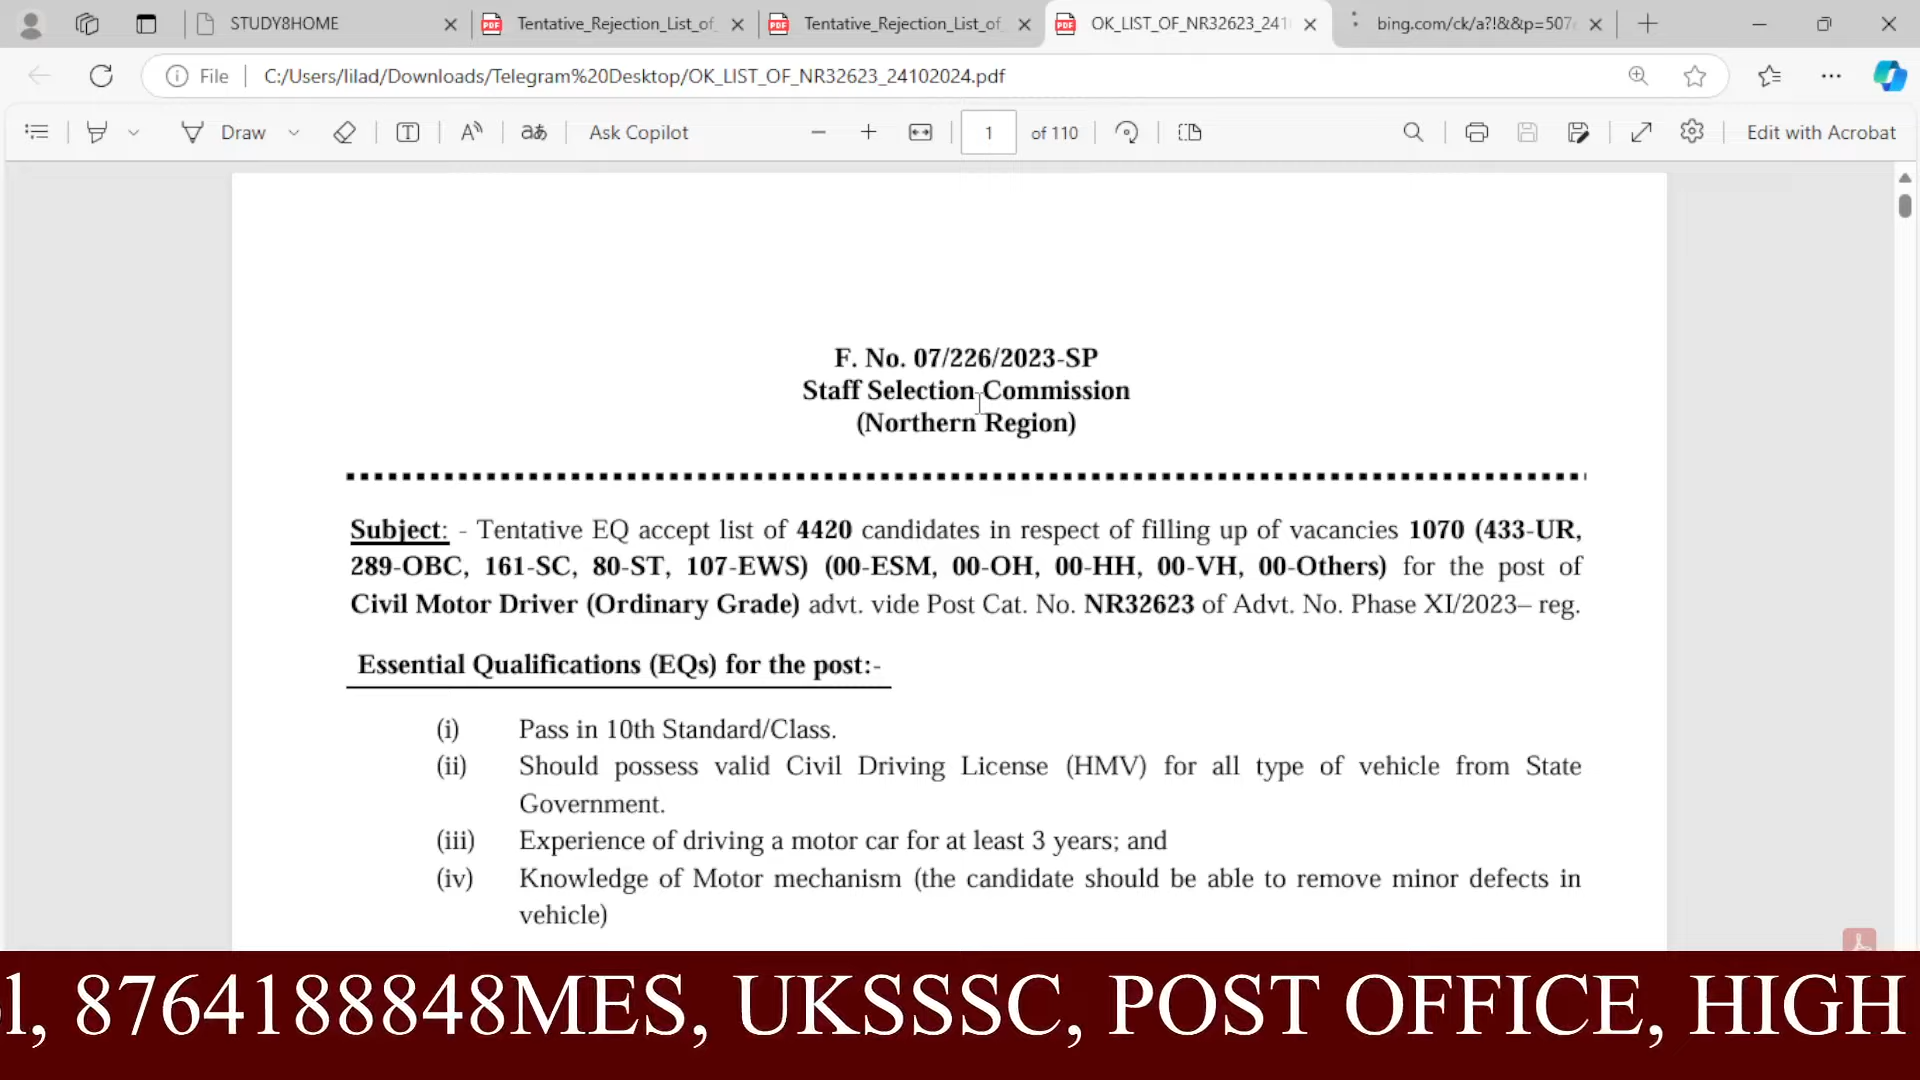 STUDY8HOME
Tentative_Rejection_List_of_
Tentative_Rejection_List_of_
OK_LIST_OF_NR32623_241
bing.com/ck/a?!&&p=507
File
C:/Users/lilad/Downloads/Telegram%20Desktop/OK_LIST_OF_NR32623_24102024.pdf
Draw
Ask Copilot
1 of 110
Edit with Acrobat
F. No. 07/226/2023-SP
Staff Selection Commission
(Northern Region)
Subject: - Tentative EQ accept list of 4420 candidates in respect of filling up of vacancies 1070 (433-UR,
289-OBC, 161-SC, 80-ST, 107-EWS) (00-ESM, 00-OH, 00-HH, 00-VH, 00-Others) for the post of
Civil Motor Driver (Ordinary Grade) advt. vide Post Cat. No. NR32623 of Advt. No. Phase XI/2023– reg.
Essential Qualifications (EQs) for the post:-
(i) Pass in 10th Standard/Class.
(ii) Should possess valid Civil Driving License (HMV) for all type of vehicle from State
Government.
(iii) Experience of driving a motor car for at least 3 years; and
(iv) Knowledge of Motor mechanism (the candidate should be able to remove minor defects in
vehicle)
l, 8764188848MES, UKSSSC, POST OFFICE, HIGH